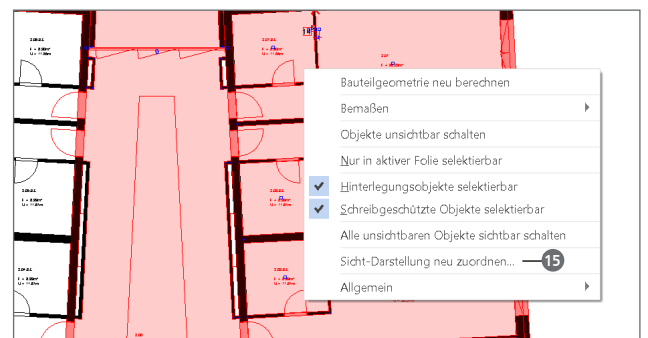 Bauteilgeometrie neu berechnen
Bemaßen
Objekte unsichtbar schalten
Nur in aktiver Folie selektierbar
Hinterlegungsobjekte selektierbar
Schreibgeschützte Objekte selektierbar
Alle unsichtbaren Objekte sichtbar schalten
Sicht-Darstellung neu zuordnen... 15
Allgemein